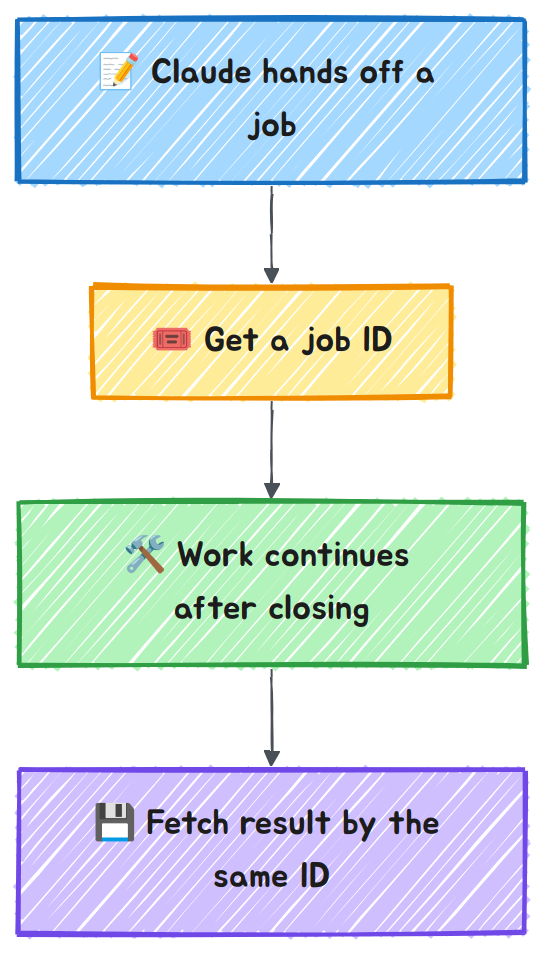 📝 Claude hands off a
job
🎟️ Get a job ID
🛠️ Work continues
after closing
💾 Fetch result by the
same ID